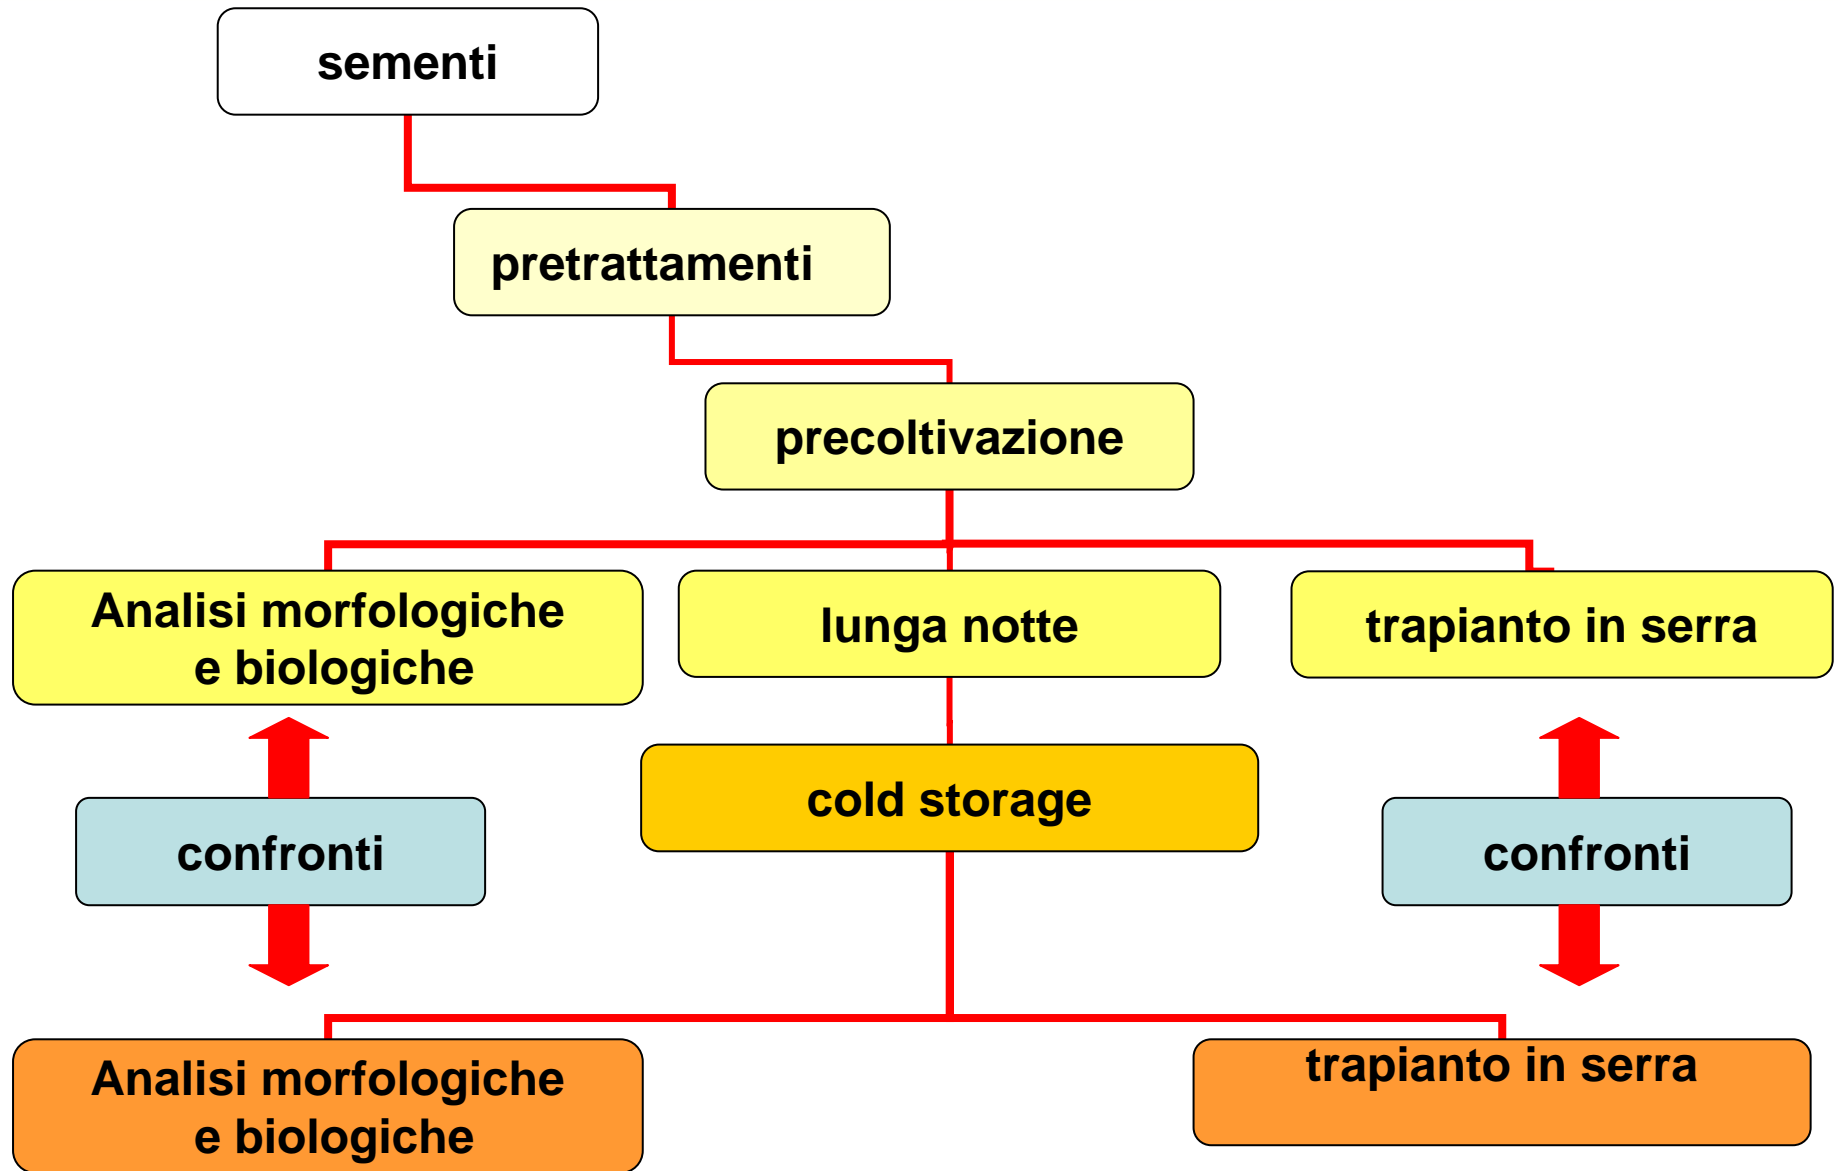 sementi
pretrattamenti
precoltivazione
Analisi morfologiche
e biologiche
lunga notte
trapianto in serra
cold storage
confronti
confronti
Analisi morfologiche
e biologiche
trapianto in serra